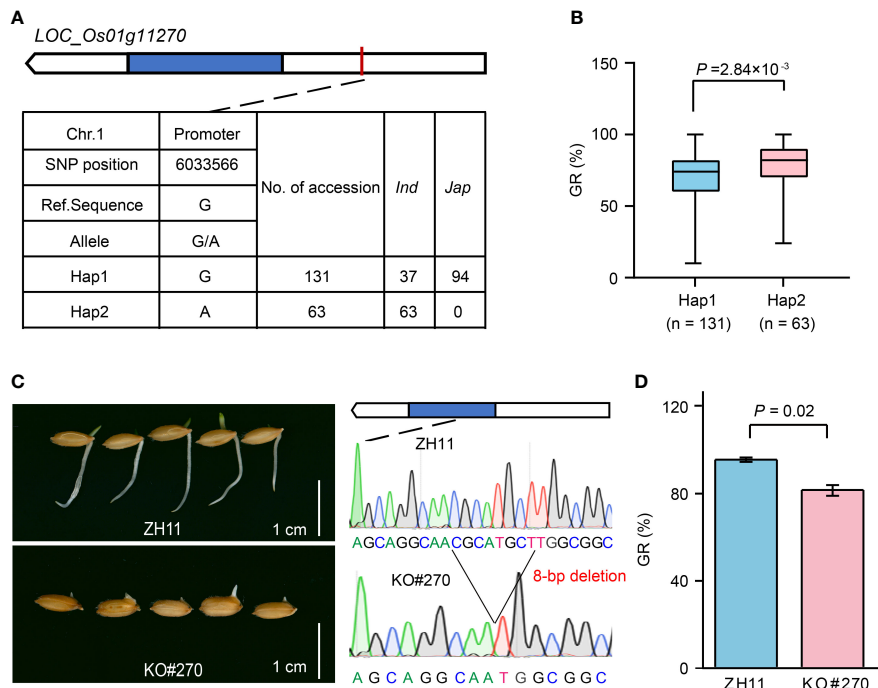 A
LOC_Os01g11270
Chr.1 Promoter No. of accession Ind Jap
SNP position 6033566
Ref.Sequence G
Allele G/A
Hap1 G 131 37 94
Hap2 A 63 63 0
B
P =2.84×10⁻³
150
100
50
0
GR (%)
Hap1 Hap2
(n = 131) (n = 63)
C
ZH11
1 cm
KO#270
1 cm
ZH11
AGCAGGCAACGCATGCTTGGCGGC
KO#270
8-bp deletion
AGCAGGCAATGGCGGC
D
P = 0.02
120
80
40
0
GR (%)
ZH11 KO#270